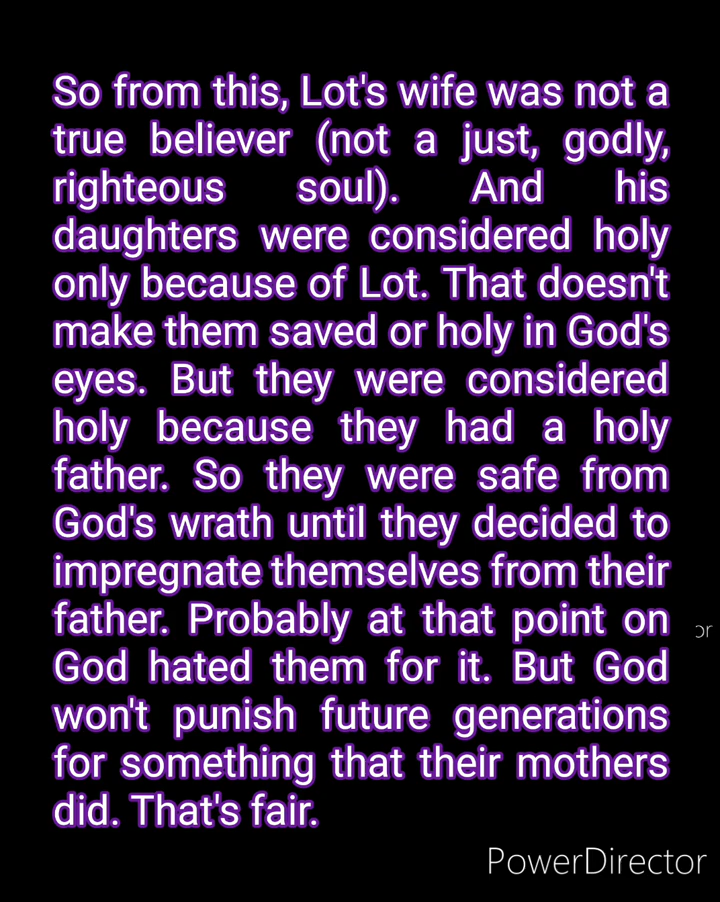 So from this, Lot's wife was not a
true believer (not a just, godly,
righteous soul). And his
daughters were considered holy
only because of Lot. That doesn't
make them saved or holy in God's
eyes. But they were considered
holy because they had a holy
father. So they were safe from
God's wrath until they decided to
impregnate themselves from their
father. Probably at that point on
God hated them for it. But God
won't punish future generations
for something that their mothers
did. That's fair.
PowerDirector